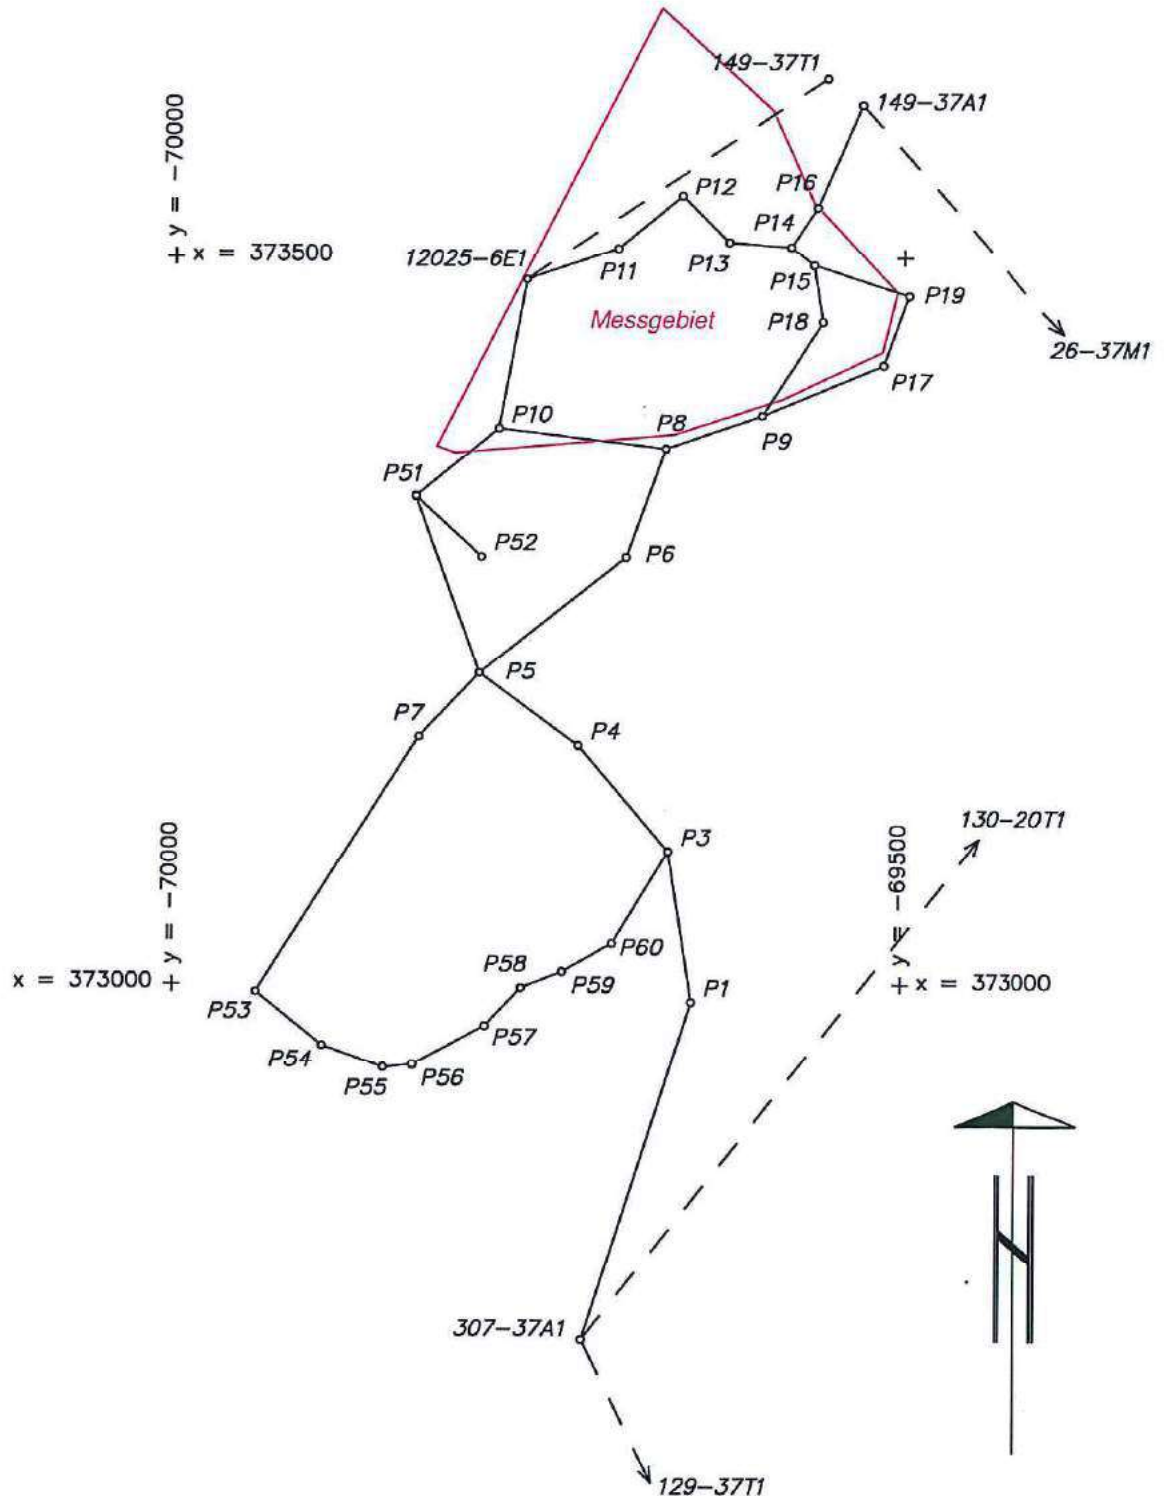 149-37T1
149-37A1
+ y = -70000
P12
P16
P14
+ x = 373500
12025-6E1
P11
P13
P15
+
P19
Messgebiet
P18
26-37M1
P17
P10
P8
P9
P51
P52
P6
P5
P7
P4
130-20T1
P3
+ y = -70000
y = -69500
P60
P58
x = 373000 +
P59
P1
+ x = 373000
P53
P57
P54
P55
P56
N
307-37A1
129-37T1